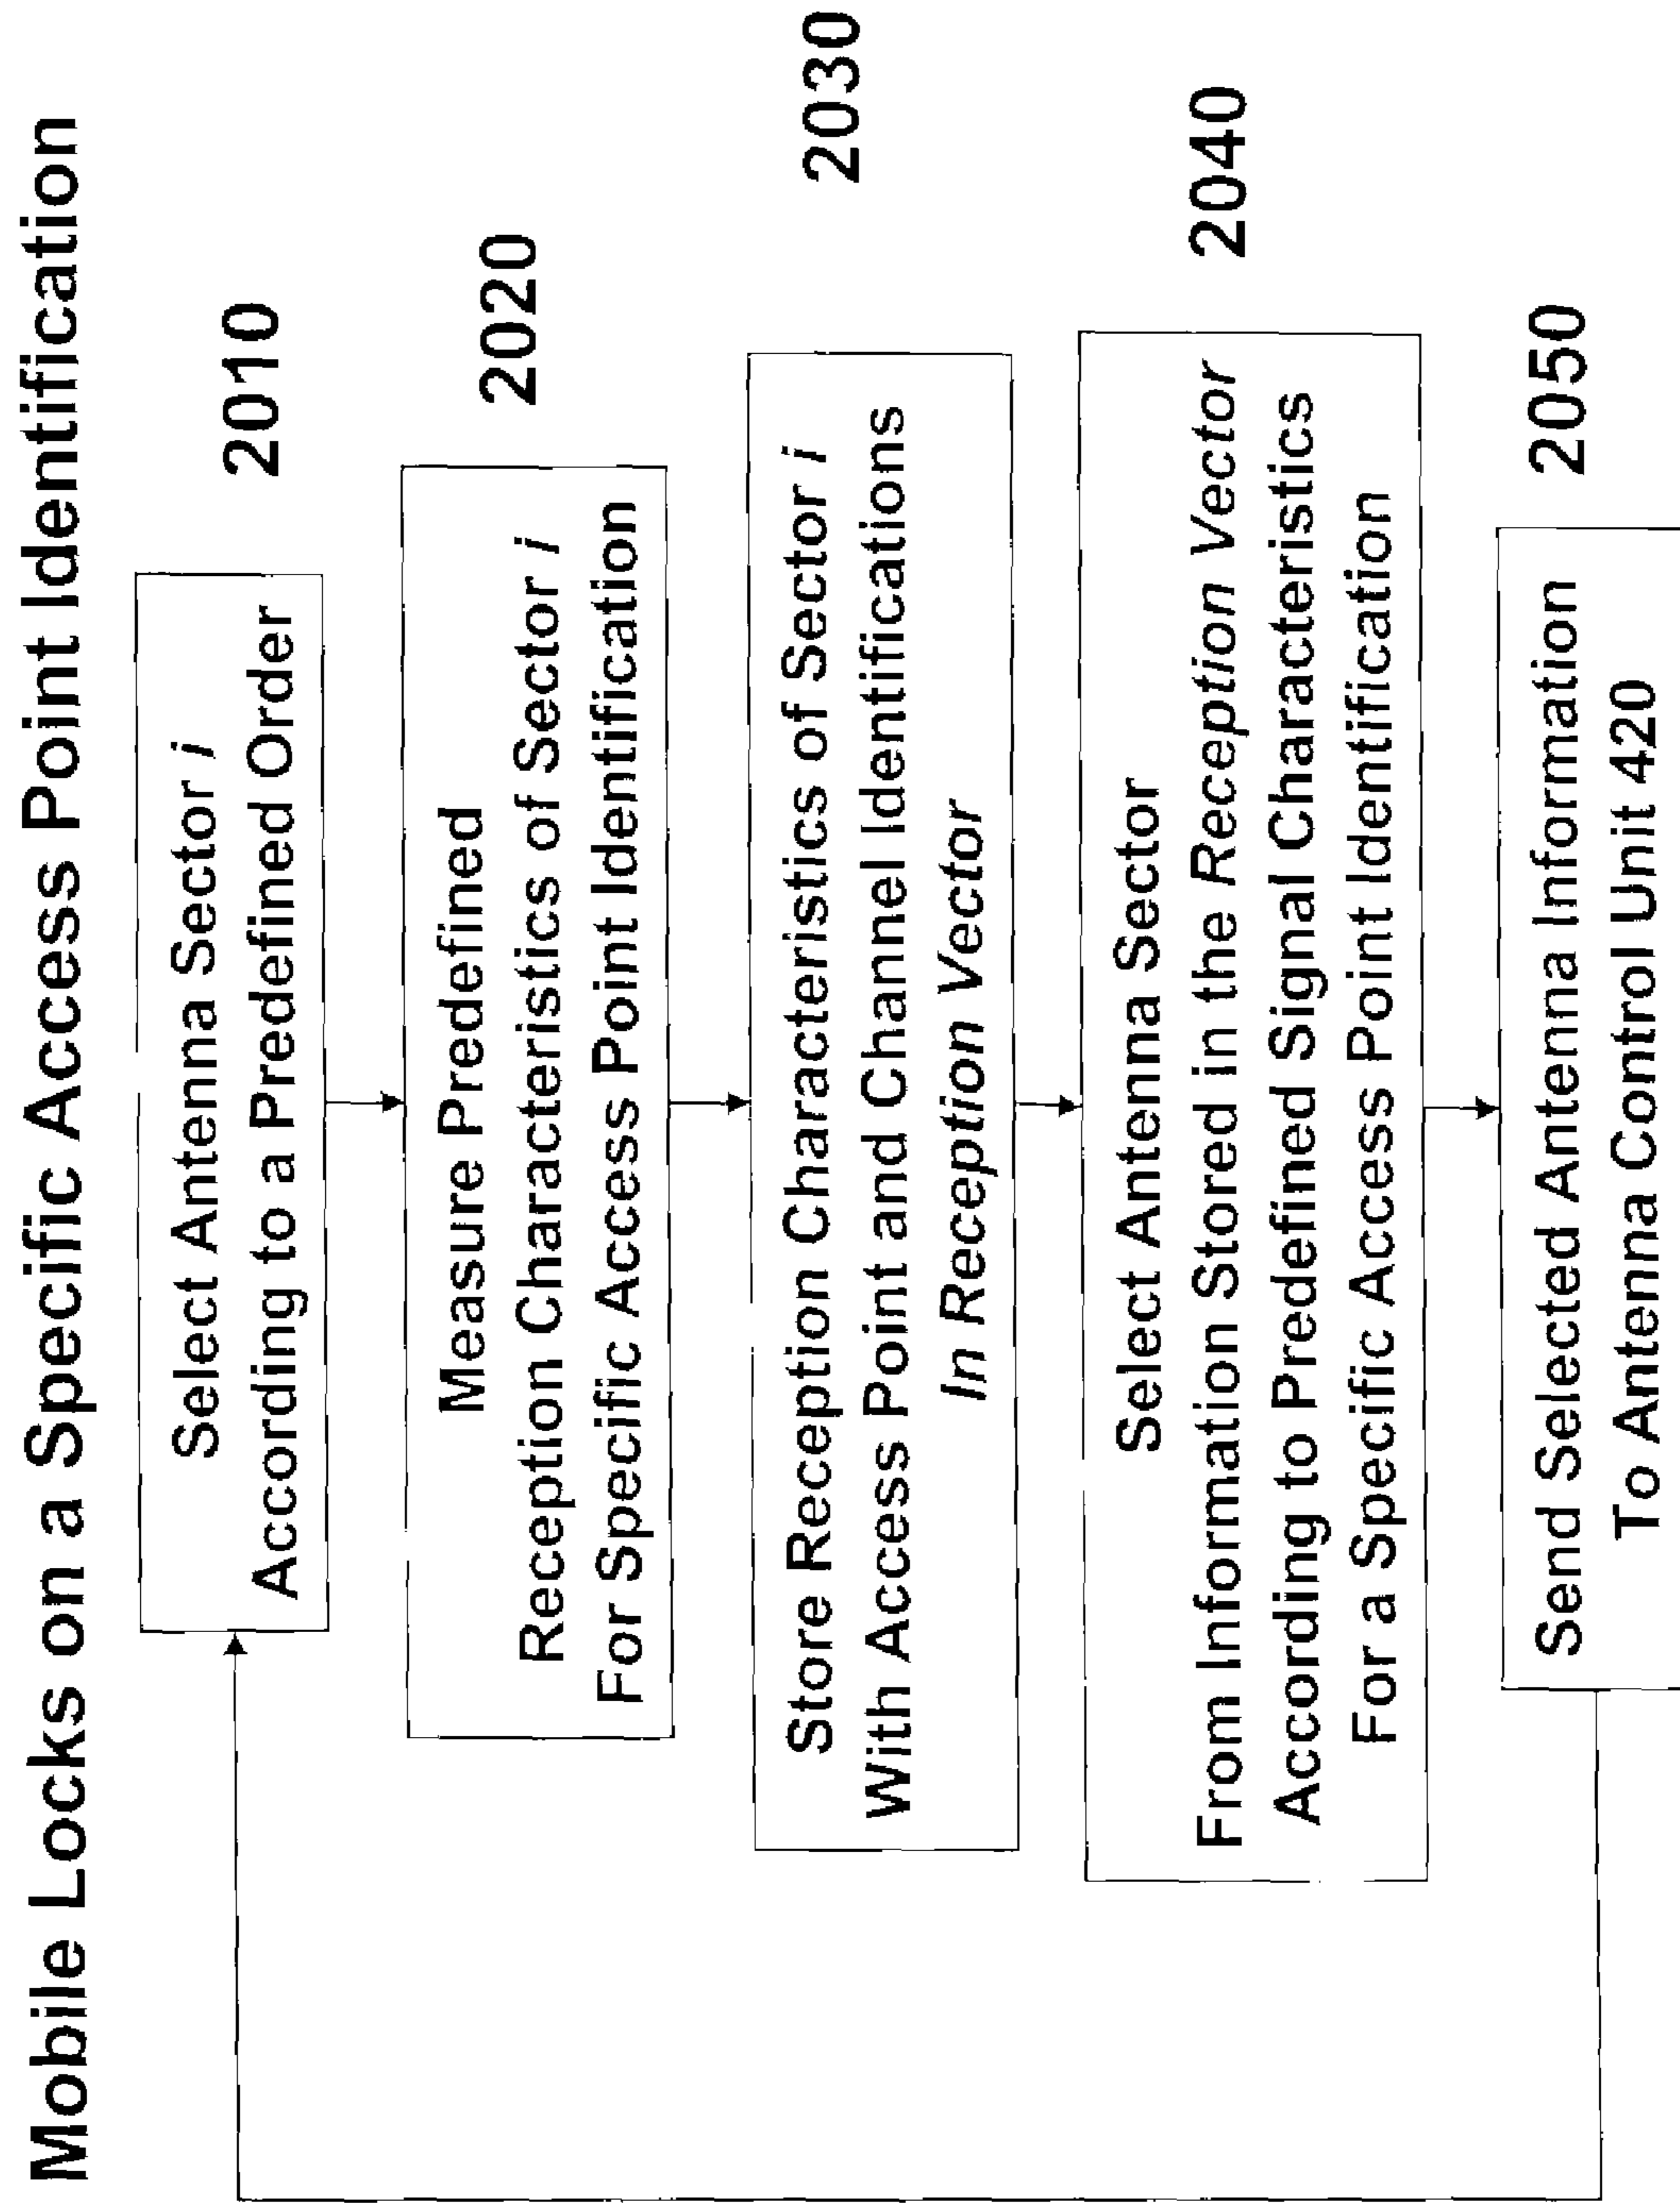 Mobile Locks on a Specific Access Point Identification
Select Antenna Sector i
According to a Predefined Order
2010
Measure Predefined
Reception Characteristics of Sector i
For Specific Access Point Identification
2020
Store Reception Characteristics of Sector i
With Access Point and Channel Identifications
In Reception Vector
2030
Select Antenna Sector
From Information Stored in the Reception Vector
According to Predefined Signal Characteristics
For a Specific Access Point Identification
2040
Send Selected Antenna Information
To Antenna Control Unit 420
2050